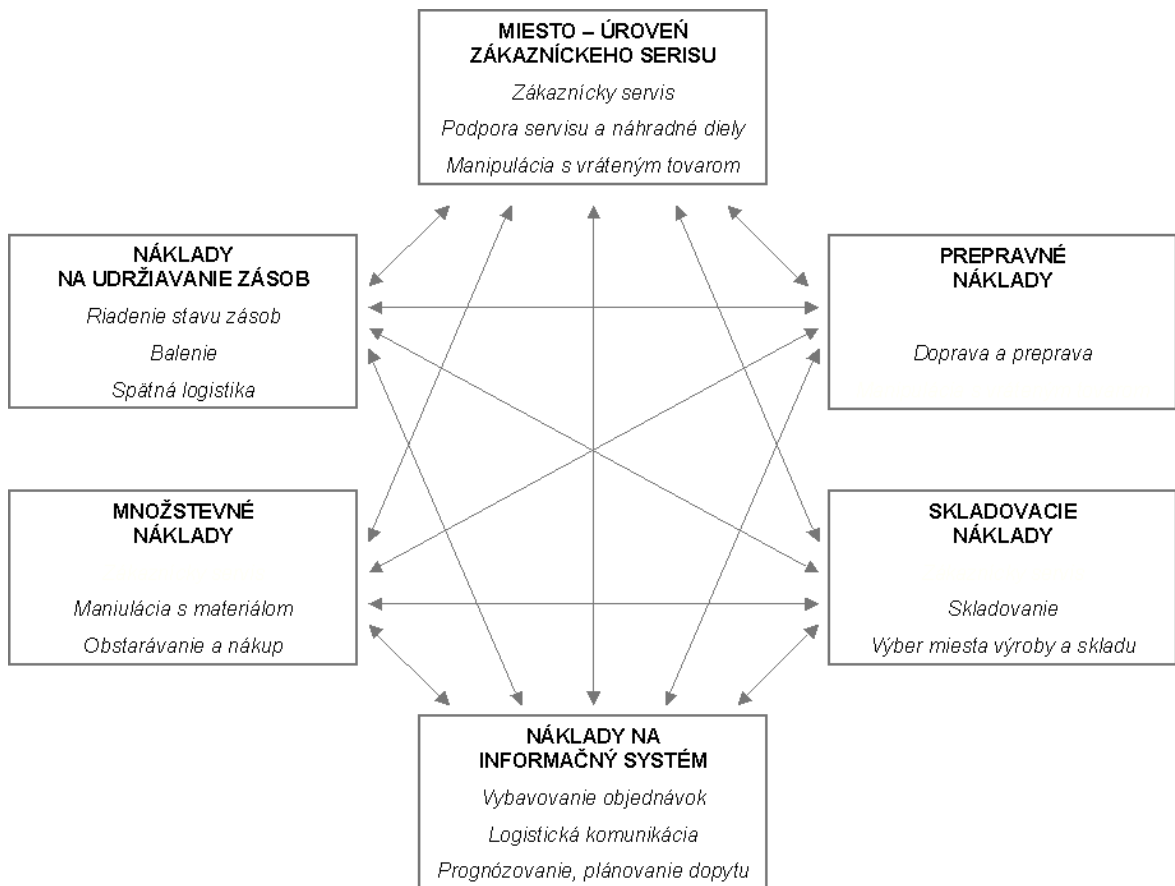 MIESTO – ÚROVEŇ
ZÁKAZNÍCKEHO SERISU
Zákaznícky servis
Podpora servisu a náhradné diely
Manipulácia s vráteným tovarom
NÁKLADY
NA UDRŽIAVANIE ZÁSOB
Riadenie stavu zásob
Balenie
Spätná logistika
PREPRAVNÉ
NÁKLADY
Doprava a preprava
MNOŽSTEVNÉ
NÁKLADY
Maniulácia s materiálom
Obstarávanie a nákup
SKLADOVACIE
NÁKLADY
Skladovanie
Výber miesta výroby a skladu
NÁKLADY NA
INFORMAČNÝ SYSTÉM
Vybavovanie objednávok
Logistická komunikácia
Prognózovanie, plánovanie dopytu